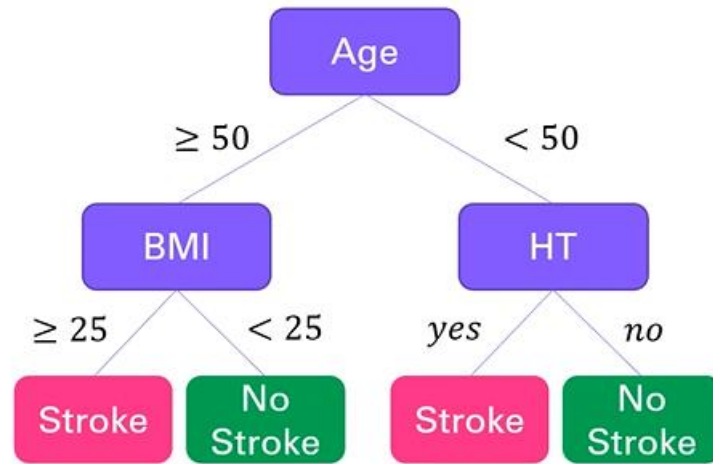 Age
≥ 50
< 50
BMI
HT
≥ 25
< 25
yes
no
Stroke
No
Stroke
Stroke
No
Stroke